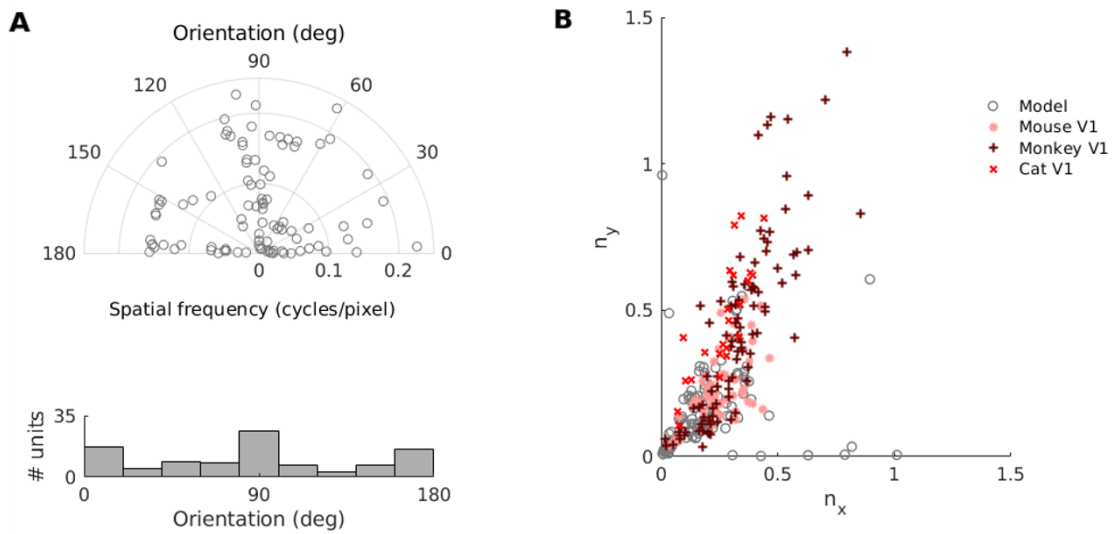 A
Orientation (deg)
90
120
60
150
30
180
0
0
0.1
0.2
Spatial frequency (cycles/pixel)
35
# units
0
0
90
180
Orientation (deg)
B
1.5
1
n_y
0.5
0
0
0.5
1
1.5
n_x
Model
Mouse V1
Monkey V1
Cat V1